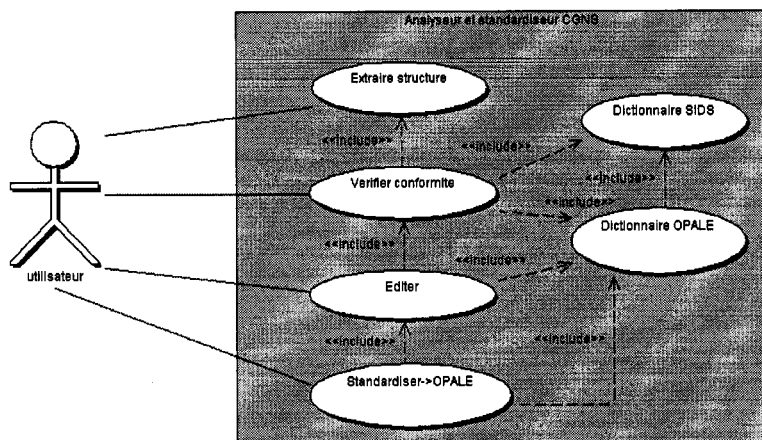 Analyseur et standardiseur CGNS
Extraire structure
Dictionnaire SIDS
<<include>>
<<include>>
Verifier conformite
<<include>>
<<include>>
Dictionnaire OPALE
<<include>>
<<include>>
utilisateur
Editer
<<include>>
<<include>>
Standardiser->OPALE